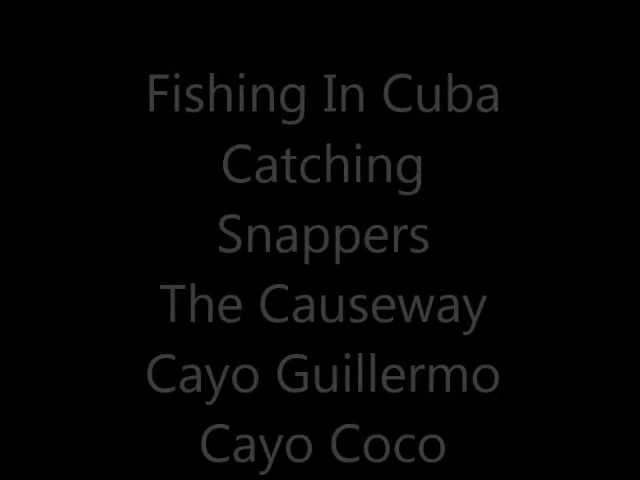 Fishing In Cuba
Catching
Snappers
The Causeway
Cayo Guillermo
Cayo Coco